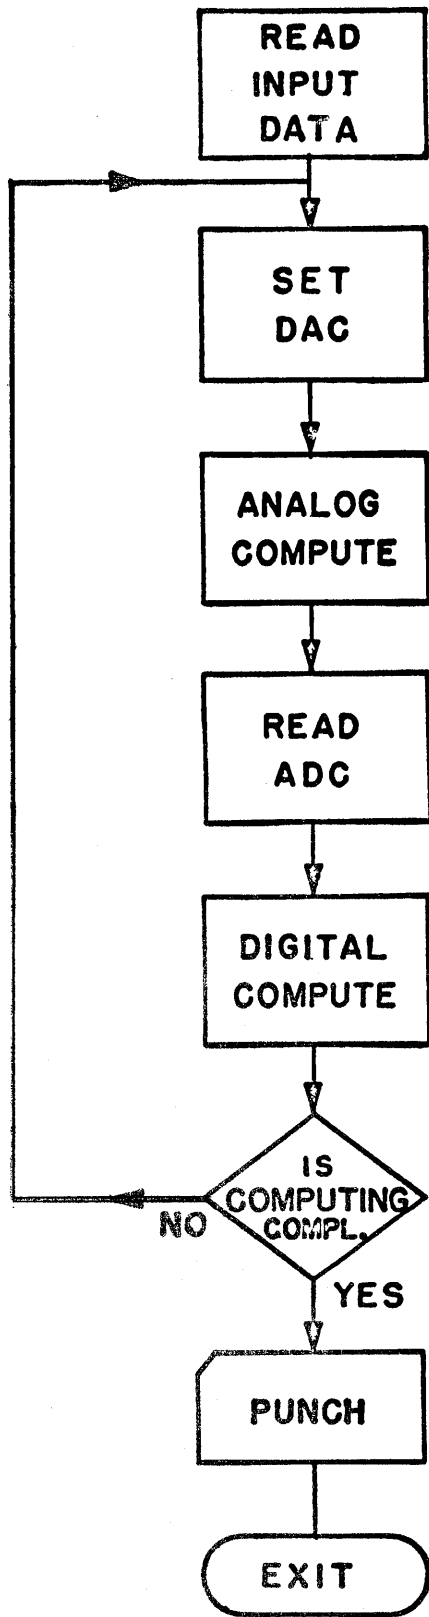 READ
INPUT
DATA
SET
DAC
ANALOG
COMPUTE
READ
ADC
DIGITAL
COMPUTE
IS
COMPUTING
COMPL.
NO
YES
PUNCH
EXIT